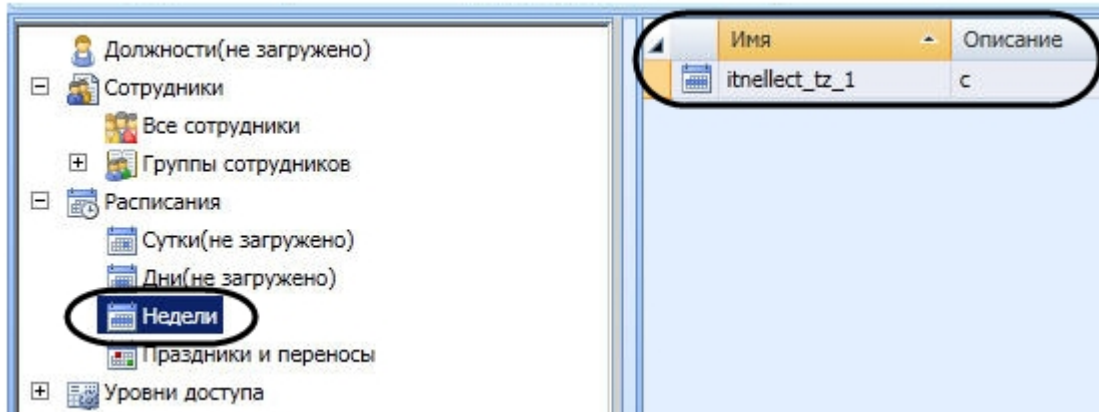 Должности(не загружено)
Сотрудники
Все сотрудники
Группы сотрудников
Расписания
Сутки(не загружено)
Дни(не загружено)
Недели
Праздники и переносы
Уровни доступа
Имя Описание
itnellect_tz_1 с